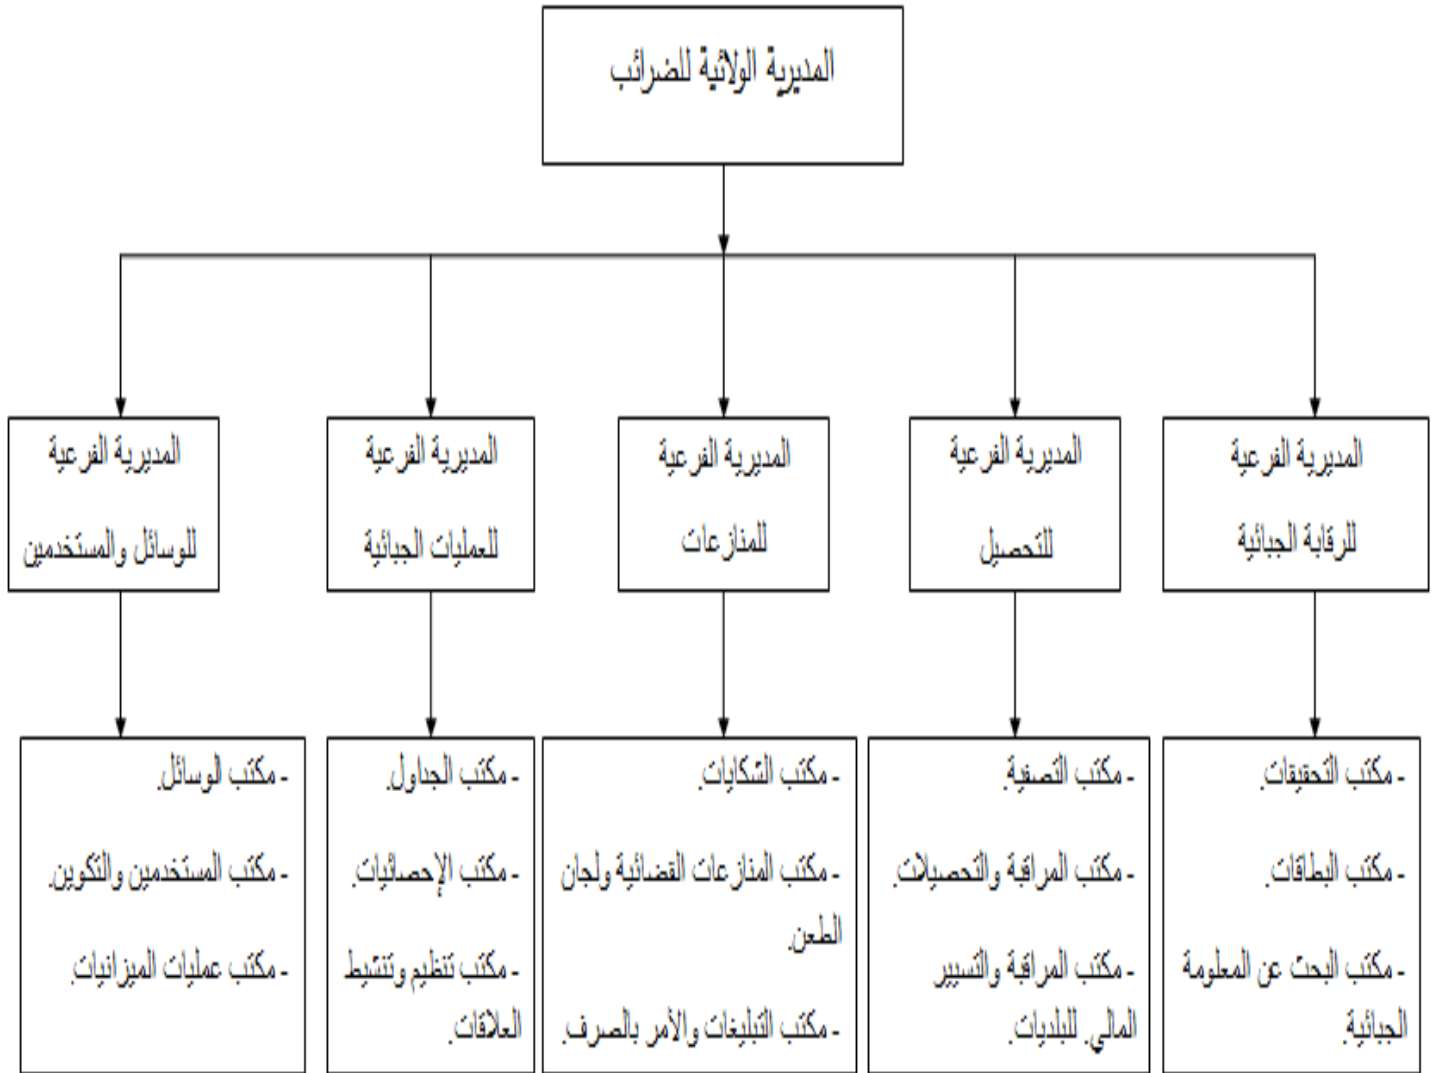 المديرية الولائية للضرائب
المديرية الفرعية
للرقابة الجبائية
المديرية الفرعية
للتحصيل
المديرية الفرعية
للمنازعات
المديرية الفرعية
للعمليات الجبائية
المديرية الفرعية
للوسائل والمستخدمين
- مكتب التحقيقات.
- مكتب البطاقات.
- مكتب البحث عن المعلومة
الجبائية.
- مكتب التصفية.
- مكتب المراقبة والتحصيلات.
- مكتب المراقبة والتسيير
المالي. للبلديات.
- مكتب الشكايات.
- مكتب المنازعات القضائية ولجان
الطعن.
- مكتب التبليغات والأمر بالصرف.
- مكتب الجداول.
- مكتب الإحصائيات.
- مكتب تنظيم وتنشيط
العلاقات.
- مكتب الوسائل.
- مكتب المستخدمين والتكوين.
- مكتب عمليات الميزانيات.